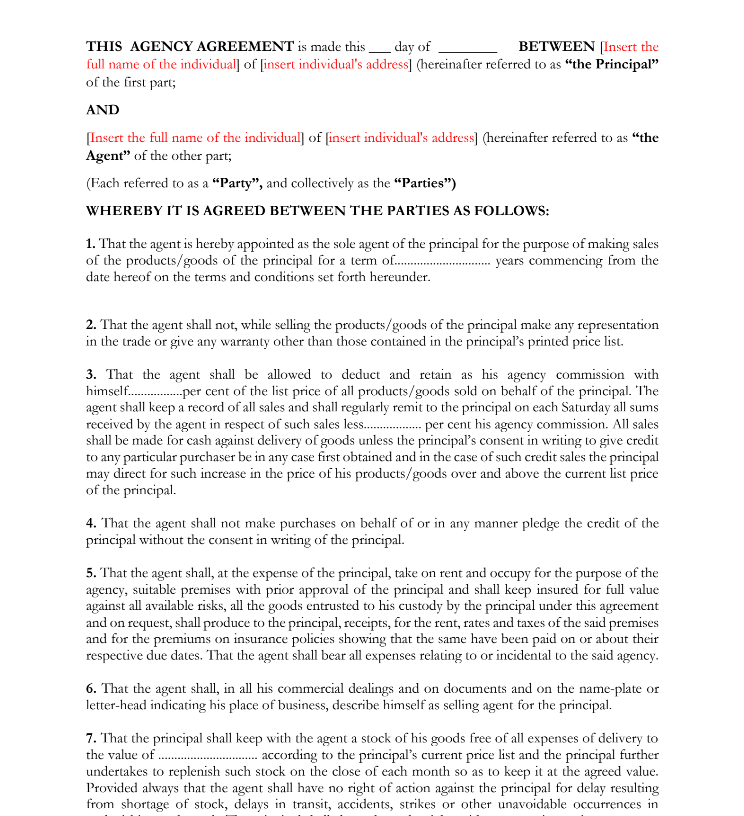 THIS AGENCY AGREEMENT is made this ___ day of ________ BETWEEN [Insert the
full name of the individual] of [insert individual's address] (hereinafter referred to as “the Principal”
of the first part;
AND
[Insert the full name of the individual] of [insert individual's address] (hereinafter referred to as “the
Agent” of the other part;
(Each referred to as a “Party”, and collectively as the “Parties”)
WHEREBY IT IS AGREED BETWEEN THE PARTIES AS FOLLOWS:
1. That the agent is hereby appointed as the sole agent of the principal for the purpose of making sales
of the products/goods of the principal for a term of............................. years commencing from the
date hereof on the terms and conditions set forth hereunder.
2. That the agent shall not, while selling the products/goods of the principal make any representation
in the trade or give any warranty other than those contained in the principal’s printed price list.
3. That the agent shall be allowed to deduct and retain as his agency commission with
himself.................per cent of the list price of all products/goods sold on behalf of the principal. The
agent shall keep a record of all sales and shall regularly remit to the principal on each Saturday all sums
received by the agent in respect of such sales less.................. per cent his agency commission. All sales
shall be made for cash against delivery of goods unless the principal’s consent in writing to give credit
to any particular purchaser be in any case first obtained and in the case of such credit sales the principal
may direct for such increase in the price of his products/goods over and above the current list price
of the principal.
4. That the agent shall not make purchases on behalf of or in any manner pledge the credit of the
principal without the consent in writing of the principal.
5. That the agent shall, at the expense of the principal, take on rent and occupy for the purpose of the
agency, suitable premises with prior approval of the principal and shall keep insured for full value
against all available risks, all the goods entrusted to his custody by the principal under this agreement
and on request, shall produce to the principal, receipts, for the rent, rates and taxes of the said premises
and for the premiums on insurance policies showing that the same have been paid on or about their
respective due dates. That the agent shall bear all expenses relating to or incidental to the said agency.
6. That the agent shall, in all his commercial dealings and on documents and on the name-plate or
letter-head indicating his place of business, describe himself as selling agent for the principal.
7. That the principal shall keep with the agent a stock of his goods free of all expenses of delivery to
the value of .............................. according to the principal’s current price list and the principal further
undertakes to replenish such stock on the close of each month so as to keep it at the agreed value.
Provided always that the agent shall have no right of action against the principal for delay resulting
from shortage of stock, delays in transit, accidents, strikes or other unavoidable occurrences in